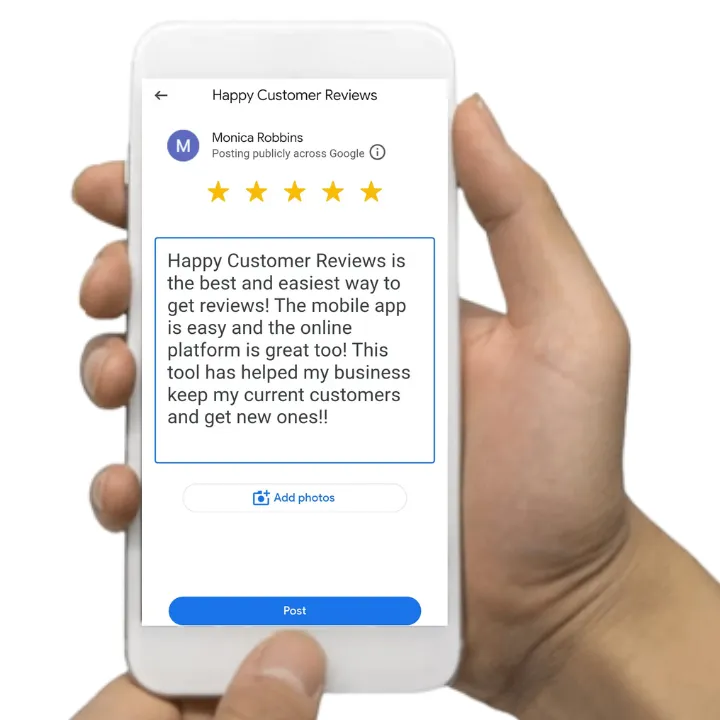 Happy Customer Reviews
M
Monica Robbins
Posting publicly across Google
Happy Customer Reviews is
the best and easiest way to
get reviews! The mobile app
is easy and the online
platform is great too! This
tool has helped my business
keep my current customers
and get new ones!!
Add photos
Post